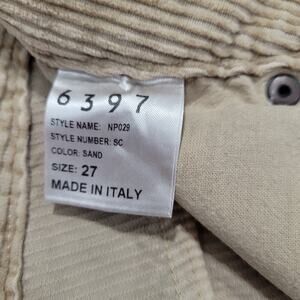 6397
STYLE NAME: NP029
STYLE NUMBER: SC
COLOR: SAND
SIZE: 27
MADE IN ITALY